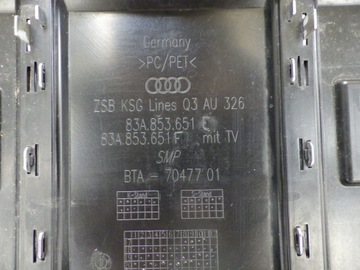 Germany
>PC/PET<
ZSB KSG Lines Q3 AU 326
83A.853.651 E
83A.853.651 F mit TV
SMP
BTA - 70477 01